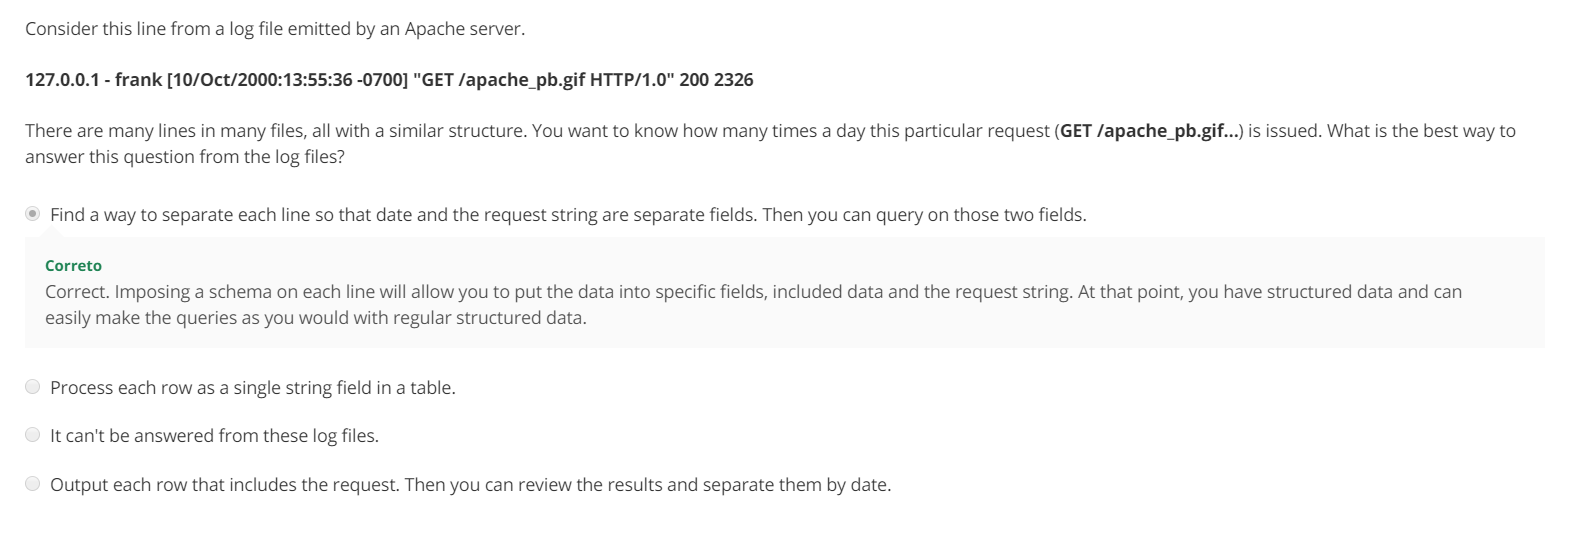 Consider this line from a log file emitted by an Apache server.
127.0.0.1 - frank [10/Oct/2000:13:55:36 -0700] "GET /apache_pb.gif HTTP/1.0" 200 2326
There are many lines in many files, all with a similar structure. You want to know how many times a day this particular request (GET /apache_pb.gif...) is issued. What is the best way to
answer this question from the log files?
Find a way to separate each line so that date and the request string are separate fields. Then you can query on those two fields.
Correto
Correct. Imposing a schema on each line will allow you to put the data into specific fields, included data and the request string. At that point, you have structured data and can
easily make the queries as you would with regular structured data.
Process each row as a single string field in a table.
It can't be answered from these log files.
Output each row that includes the request. Then you can review the results and separate them by date.